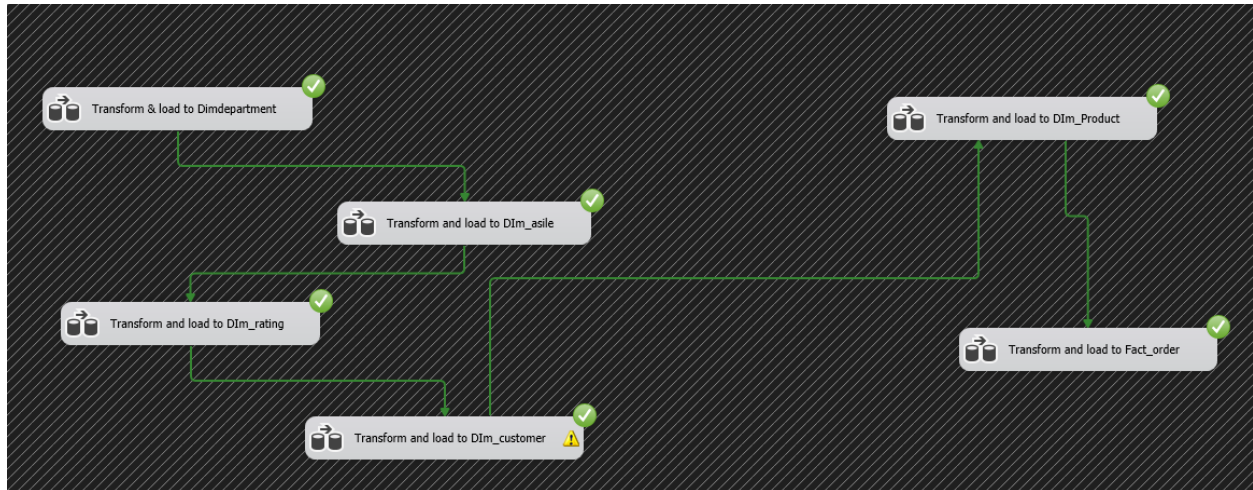 Transform & load to Dimdepartment
Transform and load to DIm_asile
Transform and load to DIm_rating
Transform and load to DIm_customer
Transform and load to DIm_Product
Transform and load to Fact_order